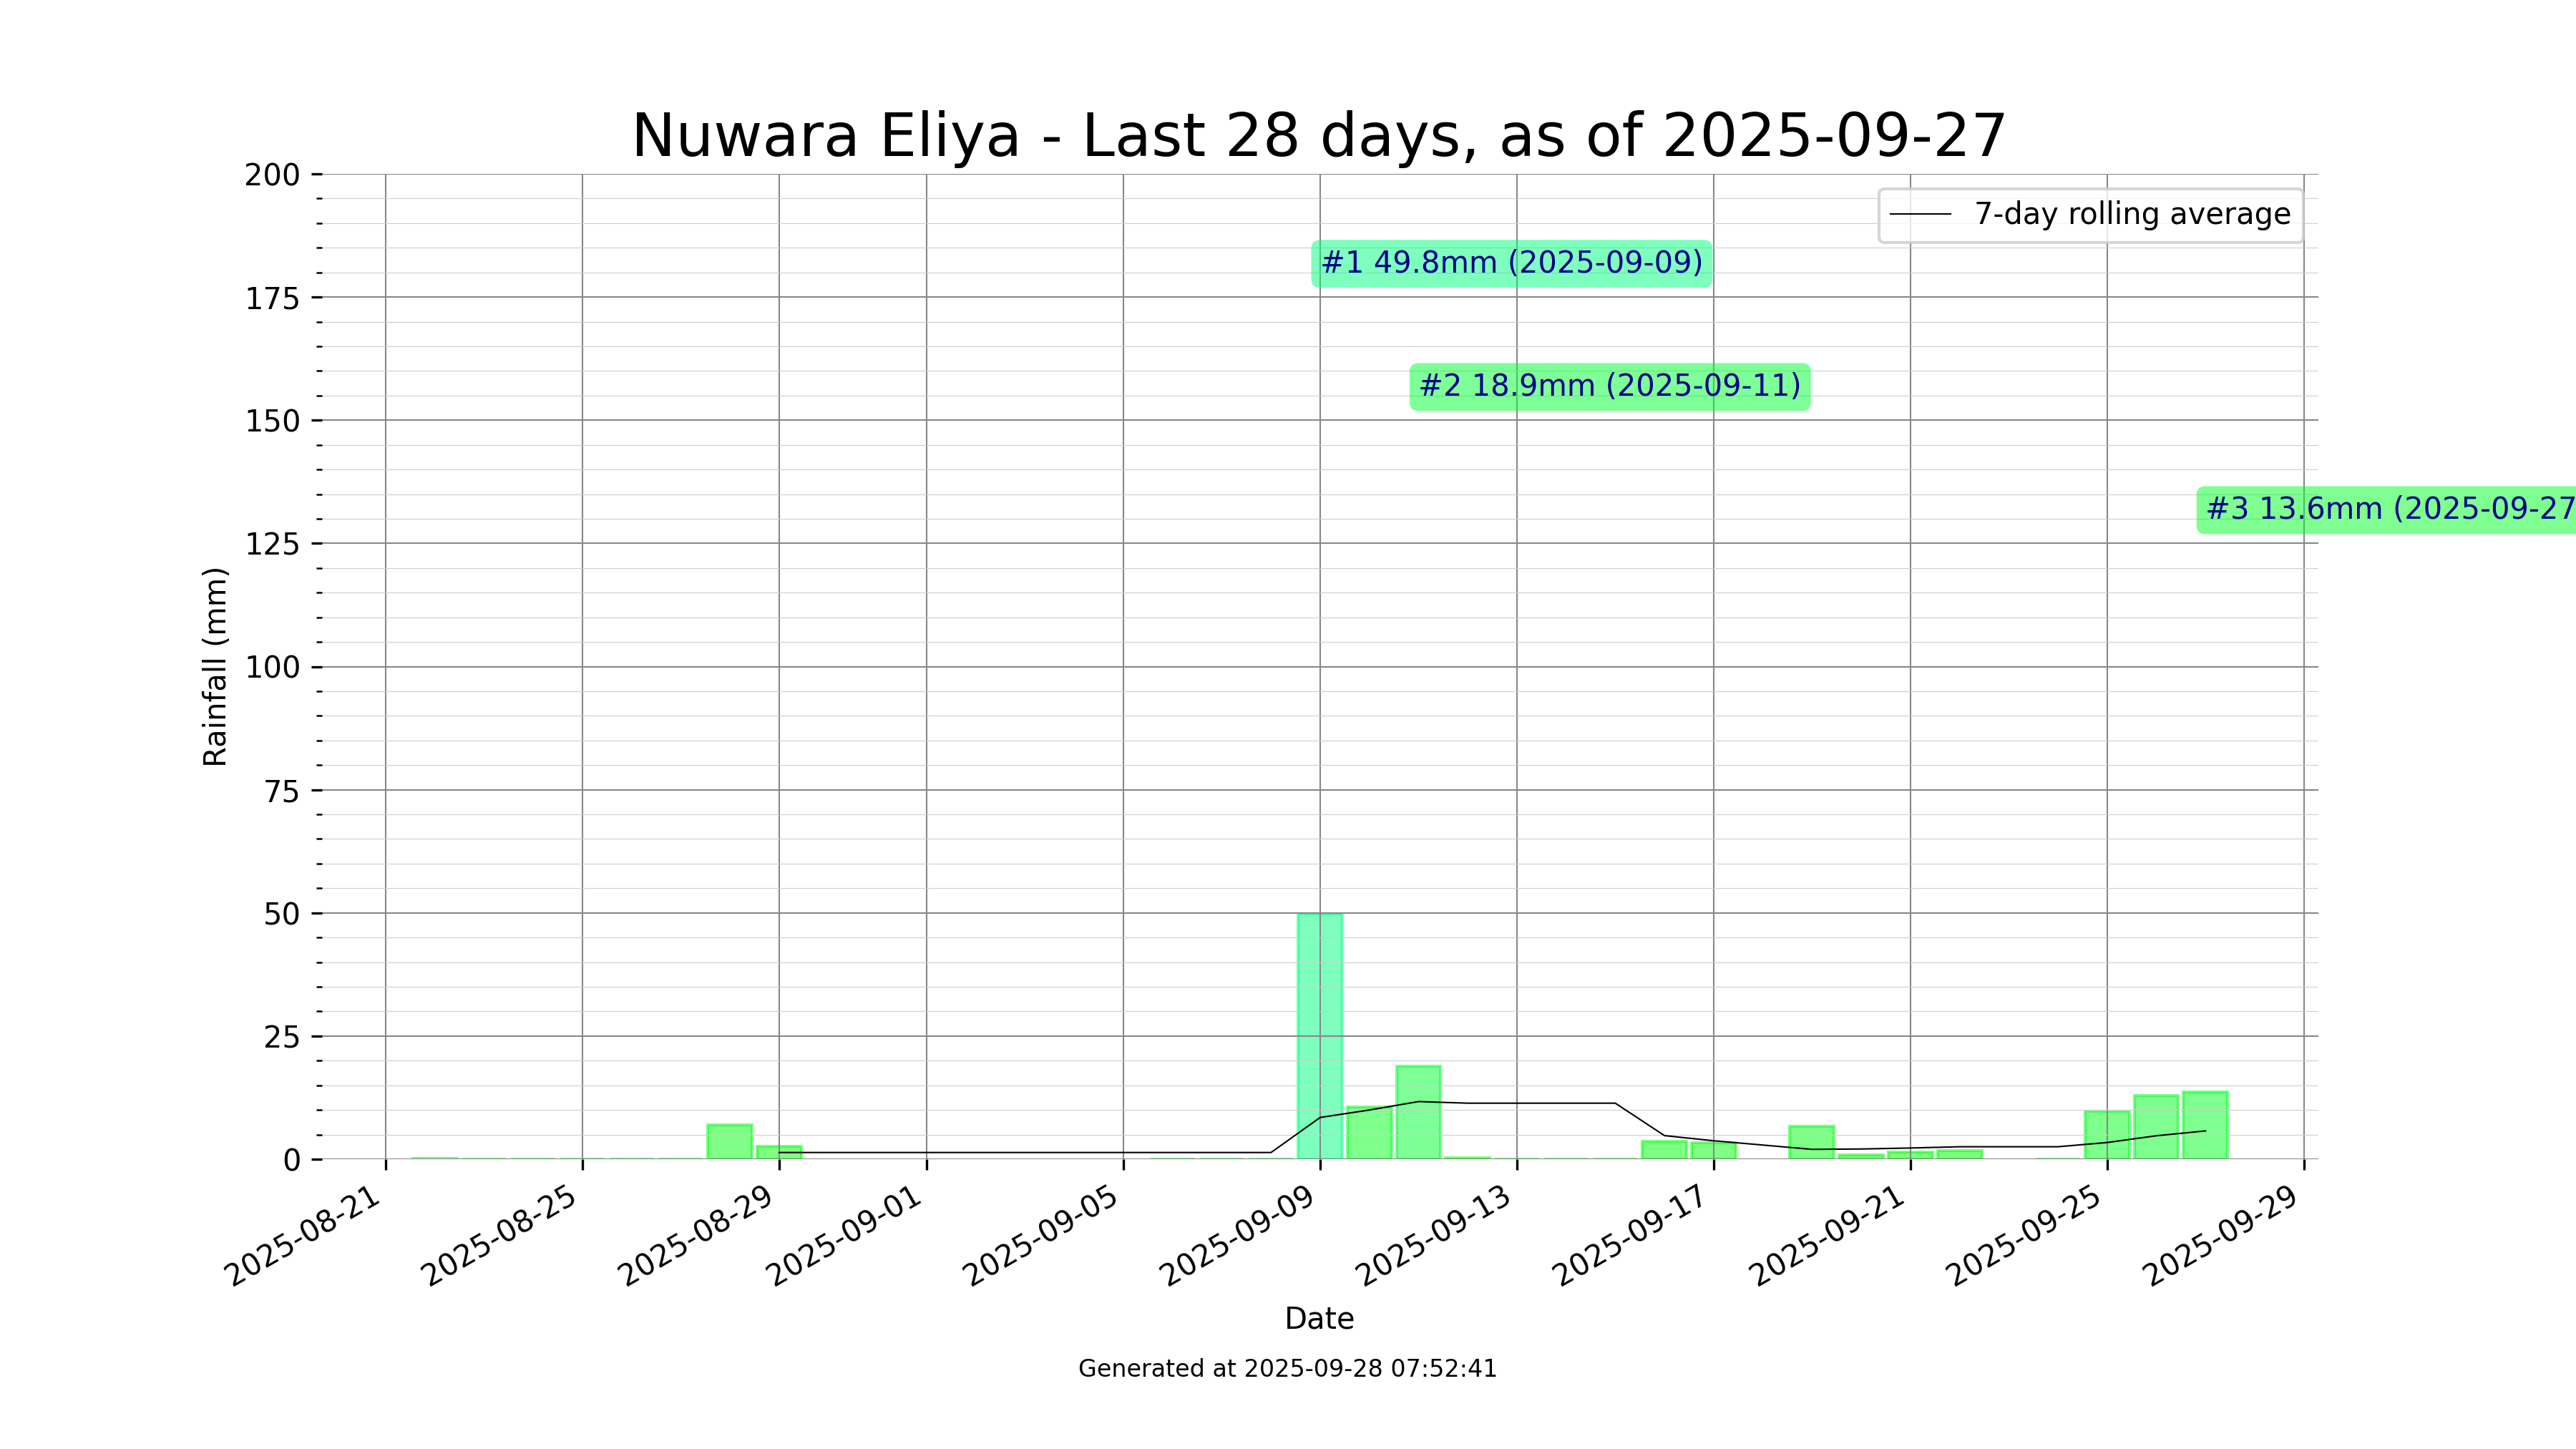 Nuwara Eliya - Last 28 days, as of 2025-09-27
7-day rolling average
#1 49.8mm (2025-09-09)
#2 18.9mm (2025-09-11)
#3 13.6mm (2025-09-27
Rainfall (mm)
200
175
150
125
100
75
50
25
0
2025-08-21
2025-08-25
2025-08-29
2025-09-01
2025-09-05
2025-09-09
2025-09-13
2025-09-17
2025-09-21
2025-09-25
2025-09-29
Date
Generated at 2025-09-28 07:52:41